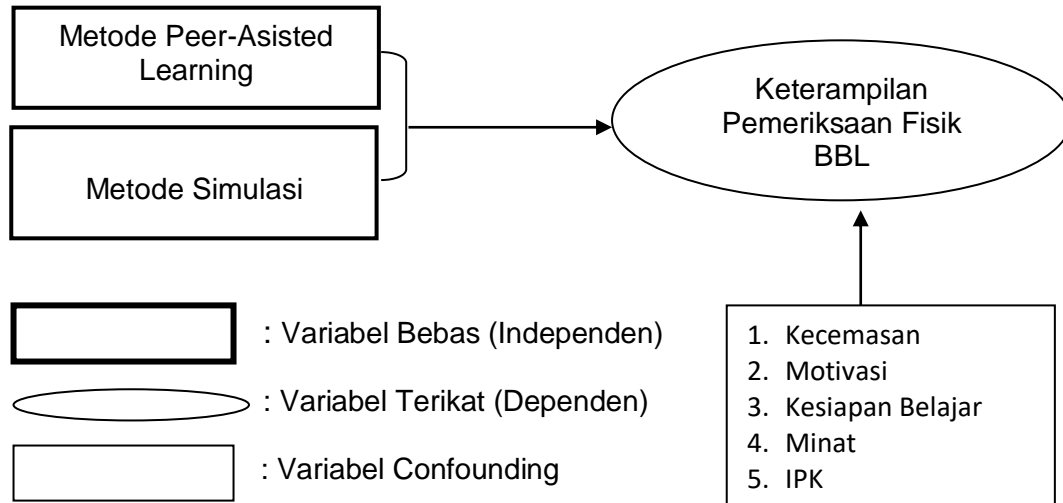 Metode Peer-Asisted
Learning
Metode Simulasi
Keterampilan
Pemeriksaan Fisik
BBL
1. Kecemasan
2. Motivasi
3. Kesiapan Belajar
4. Minat
5. IPK
: Variabel Bebas (Independen)
: Variabel Terikat (Dependen)
: Variabel Confounding